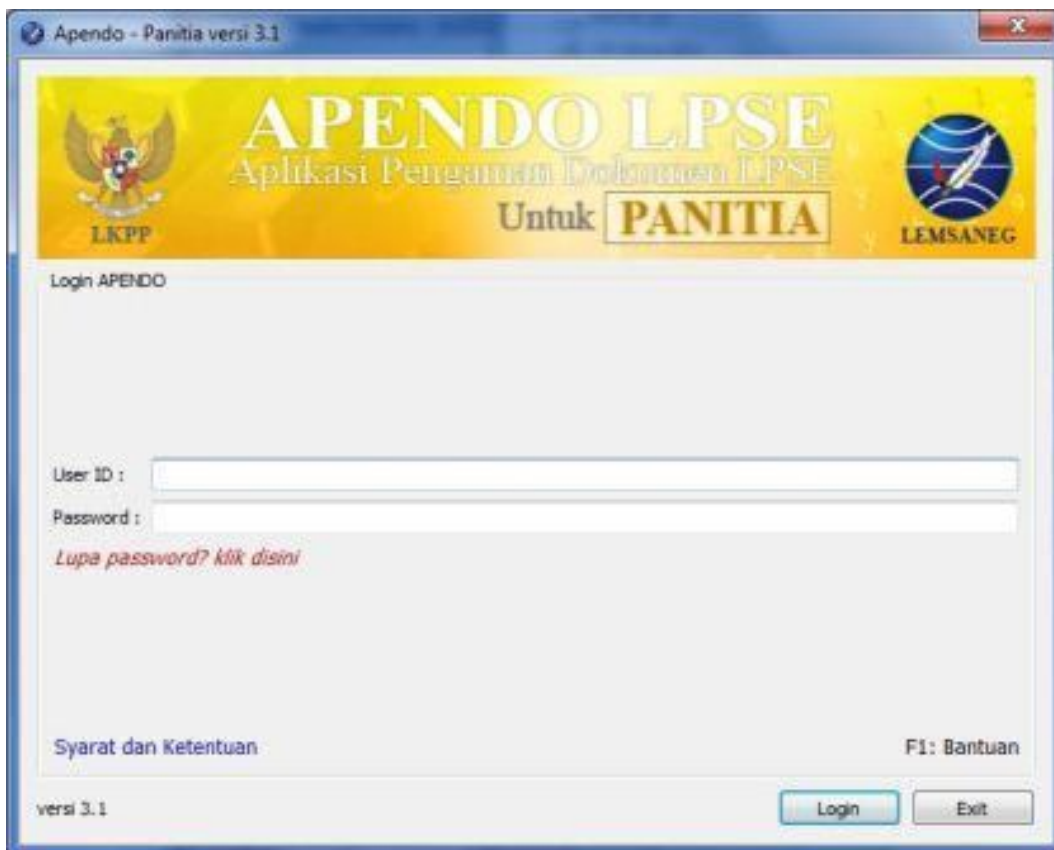 Apendo - Panitia versi 3.1
APENDO LPSE
Aplikasi Pengaman Dokumen LPSE
Untuk PANITIA
LKPP
LEMSANEG
Login APENDO
User ID :
Password :
Lupa password? klik disini
Syarat dan Ketentuan
F1: Bantuan
versi 3.1
Login
Exit